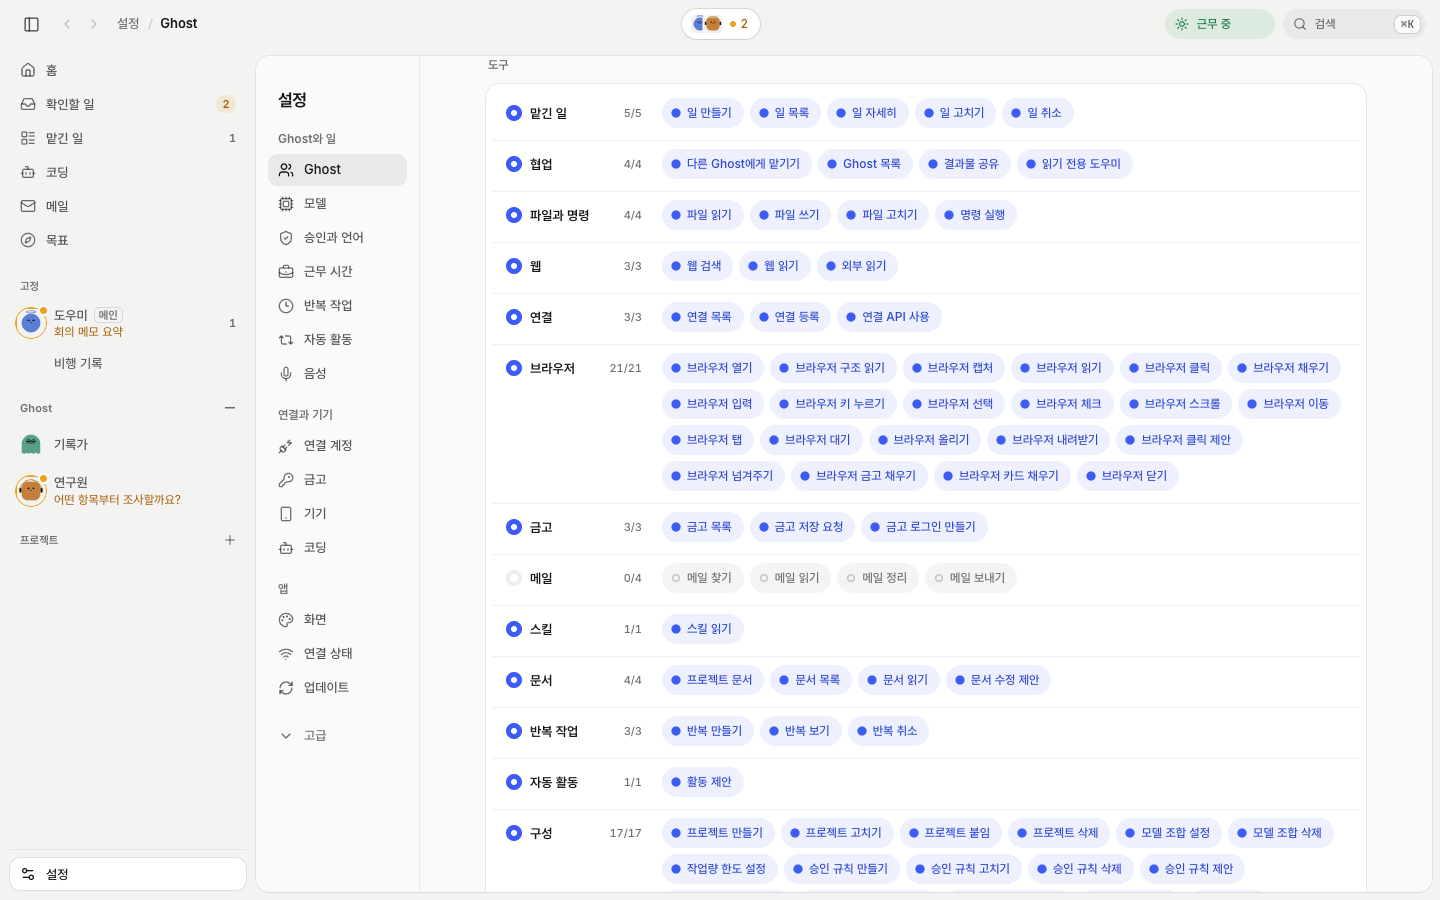 설정 / Ghost
2
근무 중
검색
⌘K
홈
확인할 일 2
맡긴 일 1
코딩
메일
목표
고정
도우미 메인
회의 메모 요약
1
비행 기록
Ghost
기록가
연구원
어떤 항목부터 조사할까요?
프로젝트
설정
설정
Ghost와 일
Ghost
모델
승인과 언어
근무 시간
반복 작업
자동 활동
음성
연결과 기기
연결 계정
금고
기기
코딩
앱
화면
연결 상태
업데이트
고급
도구
맡긴 일 5/5 일 만들기 일 목록 일 자세히 일 고치기 일 취소
협업 4/4 다른 Ghost에게 맡기기 Ghost 목록 결과물 공유 읽기 전용 도우미
파일과 명령 4/4 파일 읽기 파일 쓰기 파일 고치기 명령 실행
웹 3/3 웹 검색 웹 읽기 외부 읽기
연결 3/3 연결 목록 연결 등록 연결 API 사용
브라우저 21/21 브라우저 열기 브라우저 구조 읽기 브라우저 캡처 브라우저 읽기 브라우저 클릭 브라우저 채우기
브라우저 입력 브라우저 키 누르기 브라우저 선택 브라우저 체크 브라우저 스크롤 브라우저 이동
브라우저 탭 브라우저 대기 브라우저 올리기 브라우저 내려받기 브라우저 클릭 제안
브라우저 넘겨주기 브라우저 금고 채우기 브라우저 카드 채우기 브라우저 닫기
금고 3/3 금고 목록 금고 저장 요청 금고 로그인 만들기
메일 0/4 메일 찾기 메일 읽기 메일 정리 메일 보내기
스킬 1/1 스킬 읽기
문서 4/4 프로젝트 문서 문서 목록 문서 읽기 문서 수정 제안
반복 작업 3/3 반복 만들기 반복 보기 반복 취소
자동 활동 1/1 활동 제안
구성 17/17 프로젝트 만들기 프로젝트 고치기 프로젝트 붙임 프로젝트 삭제 모델 조합 설정 모델 조합 삭제
작업량 한도 설정 승인 규칙 만들기 승인 규칙 고치기 승인 규칙 삭제 승인 규칙 제안